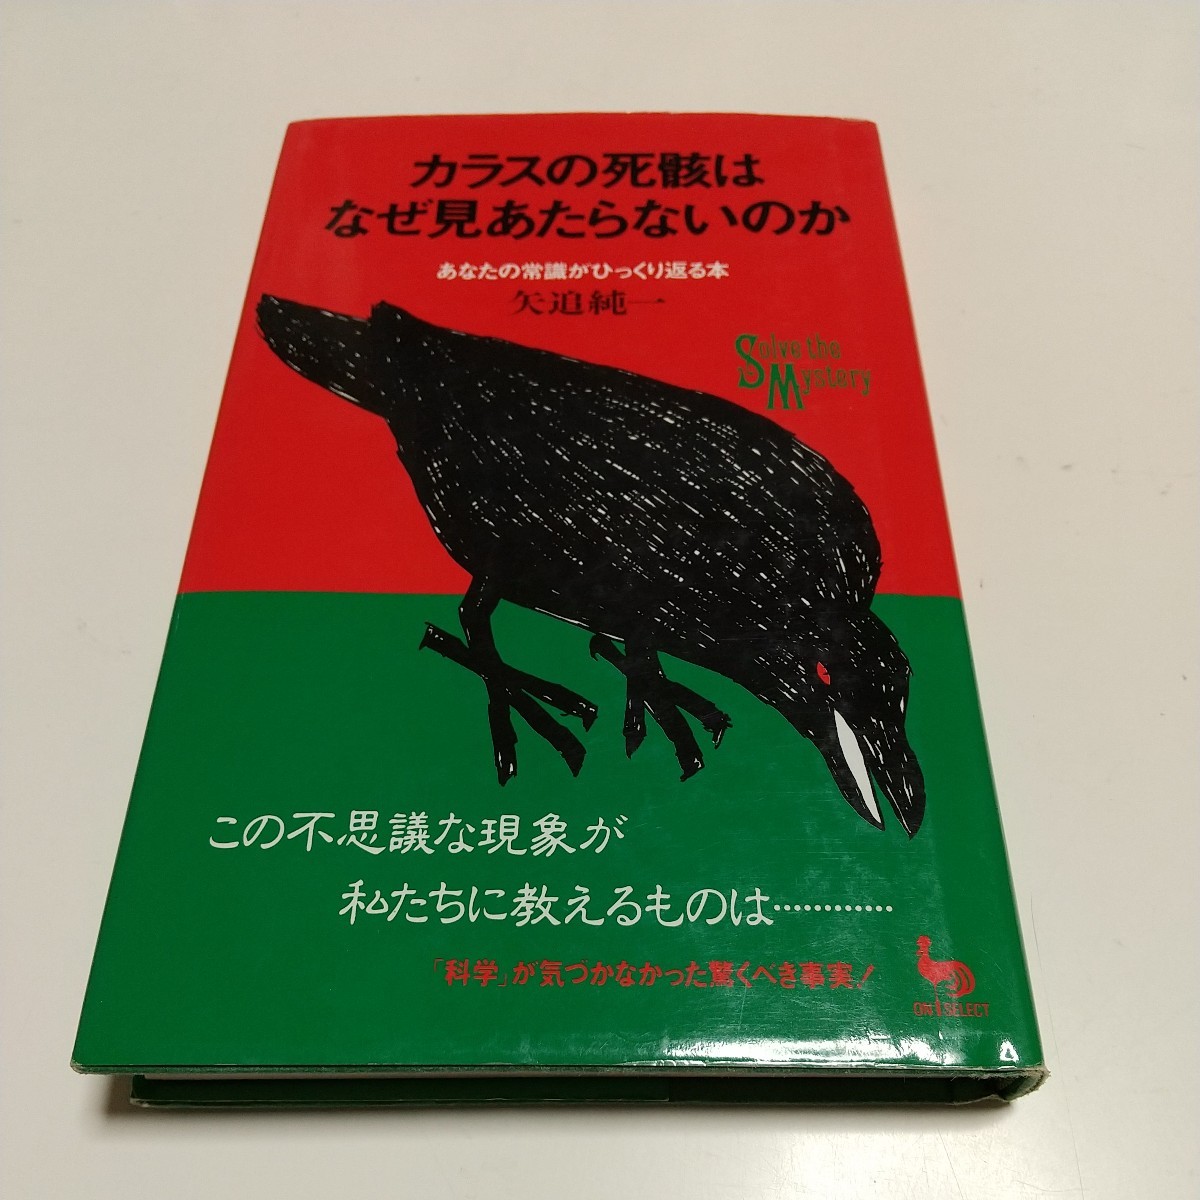 カラスの死骸は
なぜ見あたらないのか
あなたの常識がひっくり返る本
矢追純一
Solve the
Mystery
この不思議な現象が
私たちに教えるものは…………
「科学」が気づかなかった驚くべき事実!
ON SELECT